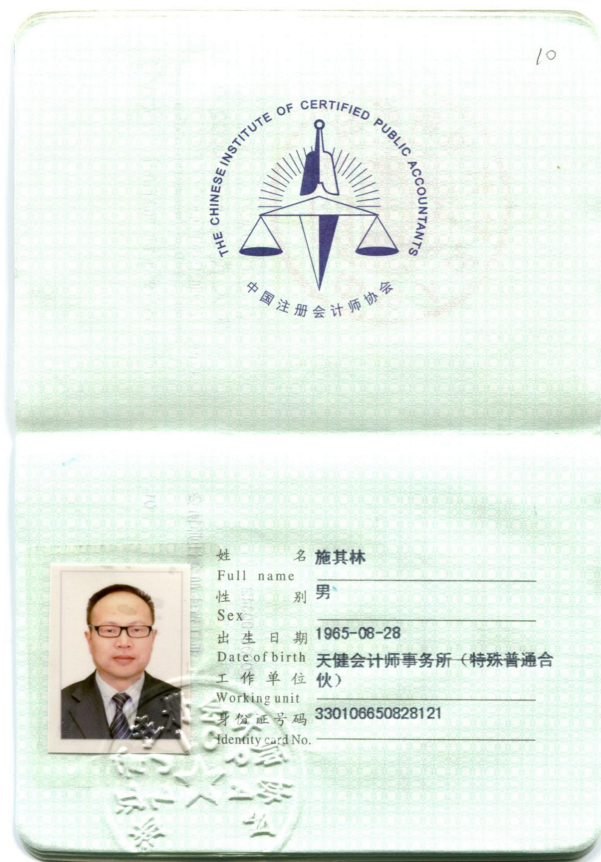 10
THE CHINESE INSTITUTE OF CERTIFIED PUBLIC ACCOUNTANTS
中国注册会计师协会
姓名 施其林
Full name
性别 男
Sex
出生日期 1965-08-28
Date of birth
工作单位 天健会计师事务所（特殊普通合
伙）
Working unit
身份证号码 330106650828121
Identity card No.